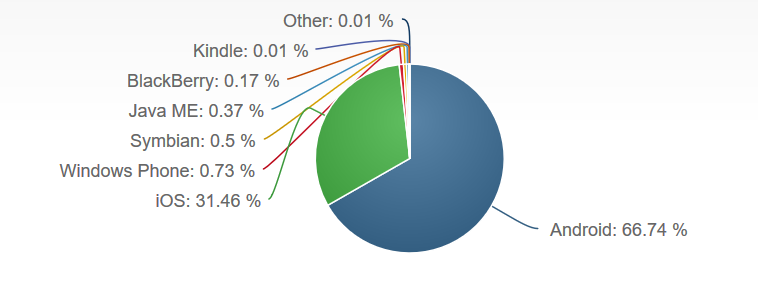 Other: 0.01 %
Kindle: 0.01 %
BlackBerry: 0.17 %
Java ME: 0.37 %
Symbian: 0.5 %
Windows Phone: 0.73 %
iOS: 31.46 %
Android: 66.74 %